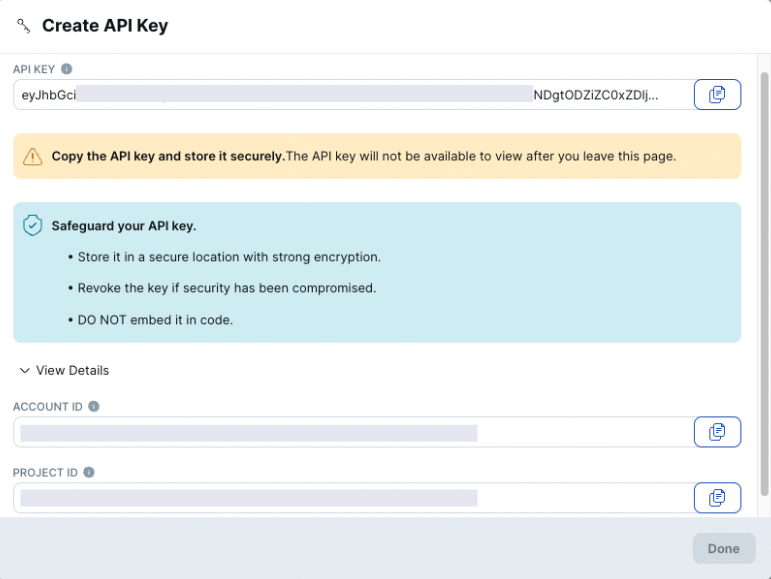 Create API Key
API KEY
eyJhbGci NDgtODZiZC0xZDlj...
Copy the API key and store it securely.The API key will not be available to view after you leave this page.
Safeguard your API key.
• Store it in a secure location with strong encryption.
• Revoke the key if security has been compromised.
• DO NOT embed it in code.
View Details
ACCOUNT ID
PROJECT ID
Done